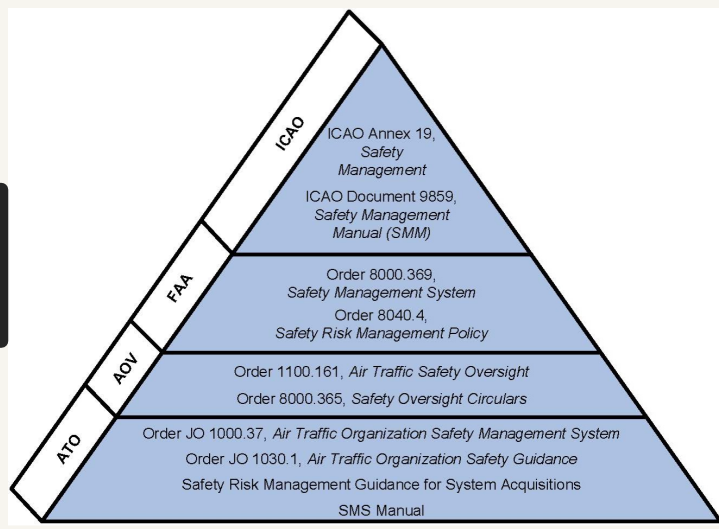 ICAO
ICAO Annex 19,
Safety
Management
ICAO Document 9859,
Safety Management
Manual (SMM)
FAA
Order 8000.369,
Safety Management System
Order 8040.4,
Safety Risk Management Policy
AOV
Order 1100.161, Air Traffic Safety Oversight
Order 8000.365, Safety Oversight Circulars
ATO
Order JO 1000.37, Air Traffic Organization Safety Management System
Order JO 1030.1, Air Traffic Organization Safety Guidance
Safety Risk Management Guidance for System Acquisitions
SMS Manual